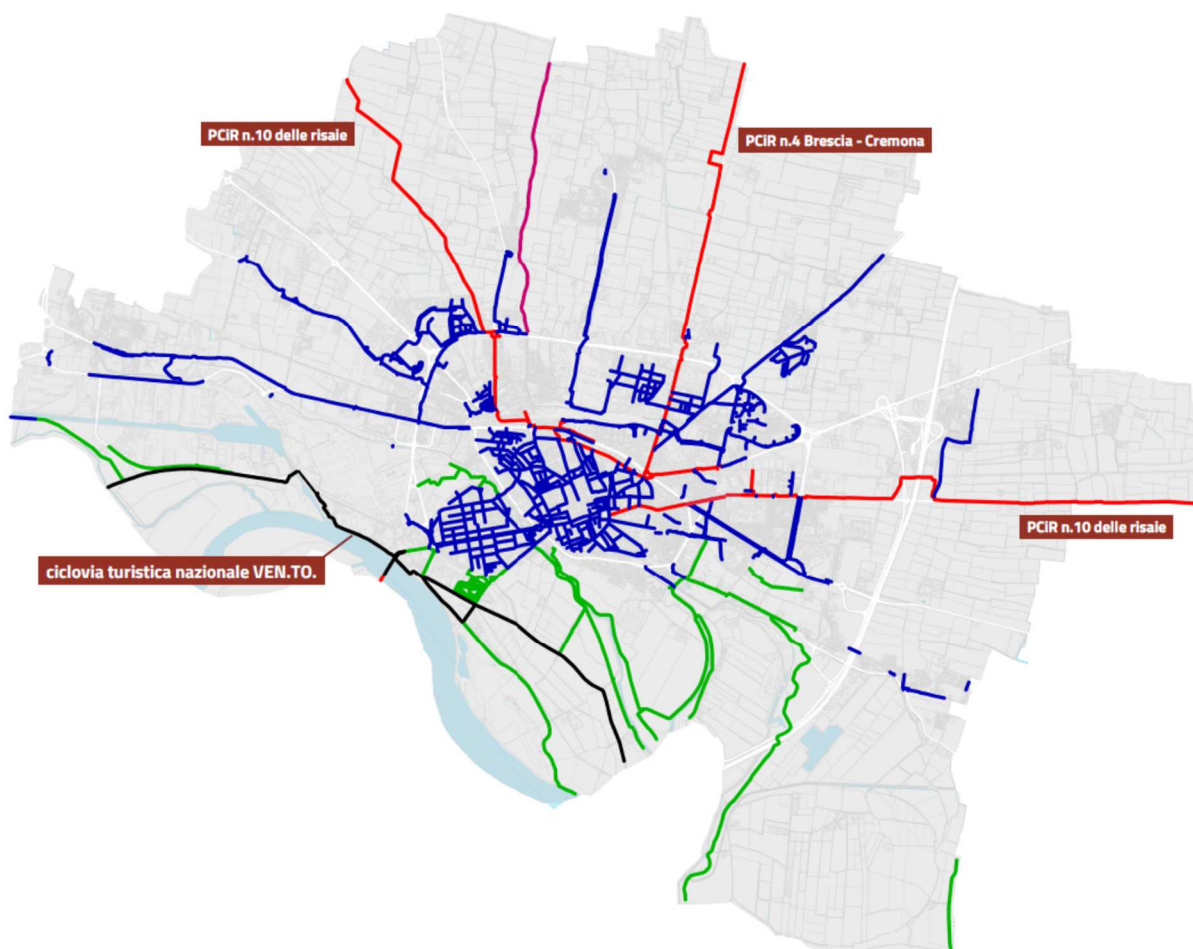 PCiR n.10 delle risaie
PCiR n.4 Brescia - Cremona
PCiR n.10 delle risaie
ciclovia turistica nazionale VEN.TO.